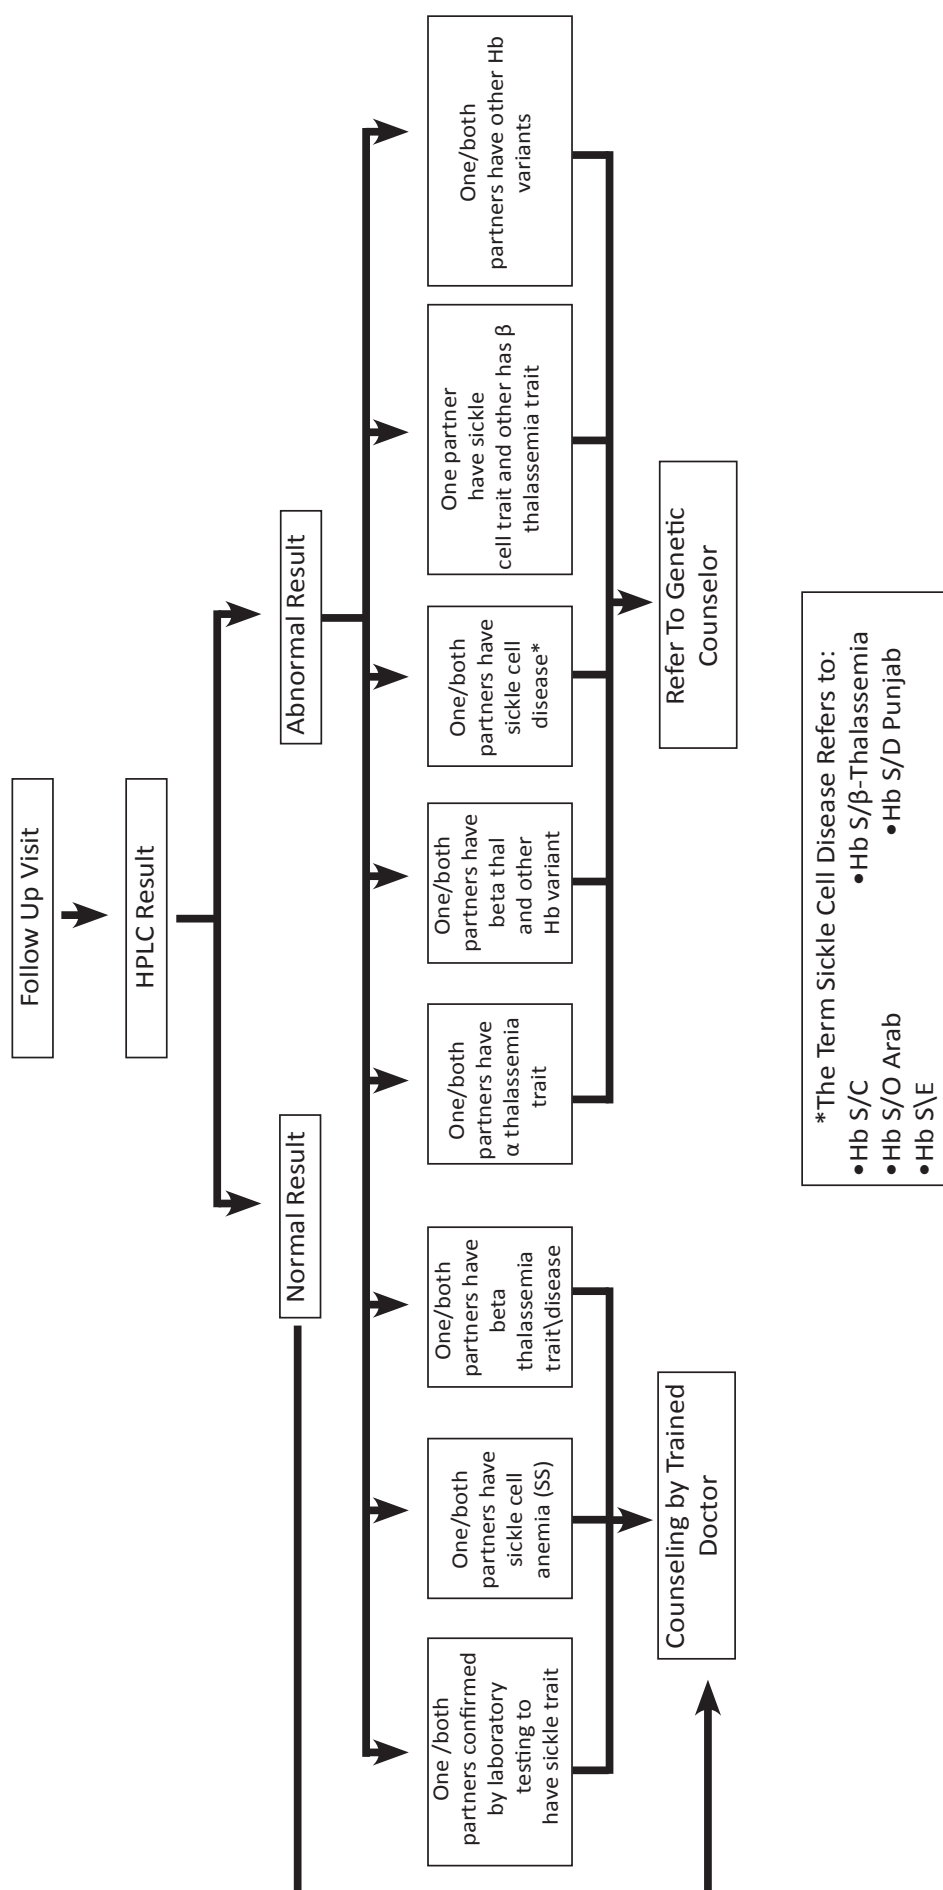 Follow Up Visit
HPLC Result
Normal Result
Abnormal Result
One /both
partners confirmed
by laboratory
testing to
have sickle trait
One/both
partners have
sickle cell
anemia (SS)
One/both
partners have
beta
thalassemia
trait\disease
One/both
partners have
α thalassemia
trait
One/both
partners have
beta thal
and other
Hb variant
One/both
partners have
sickle cell
disease*
One partner
have sickle
cell trait and other has β
thalassemia trait
One/both
partners have other Hb
variants
Counseling by Trained
Doctor
Refer To Genetic
Counselor
*The Term Sickle Cell Disease Refers to:
•Hb S/C •Hb S/β-Thalassemia
•Hb S/O Arab •Hb S/D Punjab
•Hb S\E